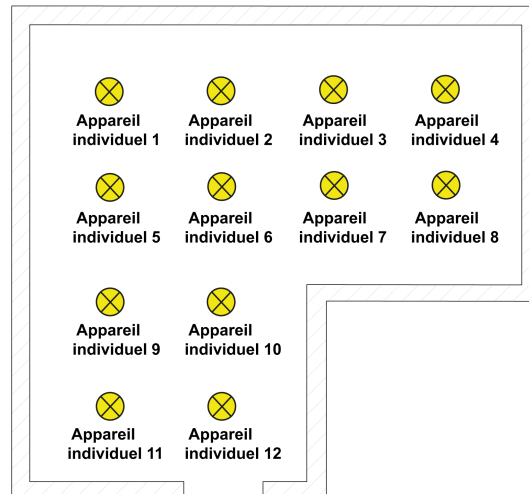 Appareil
individuel 1
Appareil
individuel 2
Appareil
individuel 3
Appareil
individuel 4
Appareil
individuel 5
Appareil
individuel 6
Appareil
individuel 7
Appareil
individuel 8
Appareil
individuel 9
Appareil
individuel 10
Appareil
individuel 11
Appareil
individuel 12